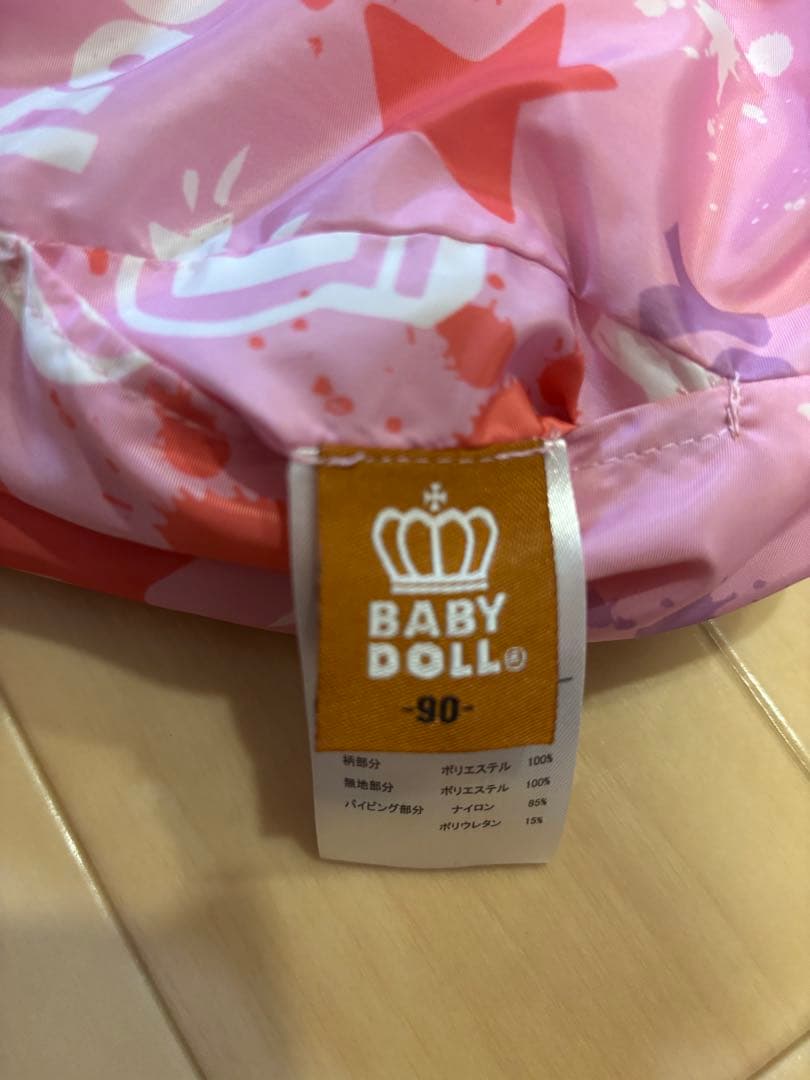 BABY
DOLL®
-90-
柄部分 ポリエステル 100%
無地部分 ポリエステル 100%
パイピング部分 ナイロン 85%
ポリウレタン 15%